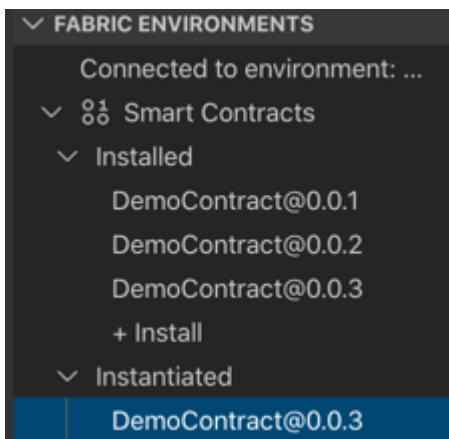 FABRIC ENVIRONMENTS
Connected to environment: ...
Smart Contracts
Installed
DemoContract@0.0.1
DemoContract@0.0.2
DemoContract@0.0.3
+ Install
Instantiated
DemoContract@0.0.3